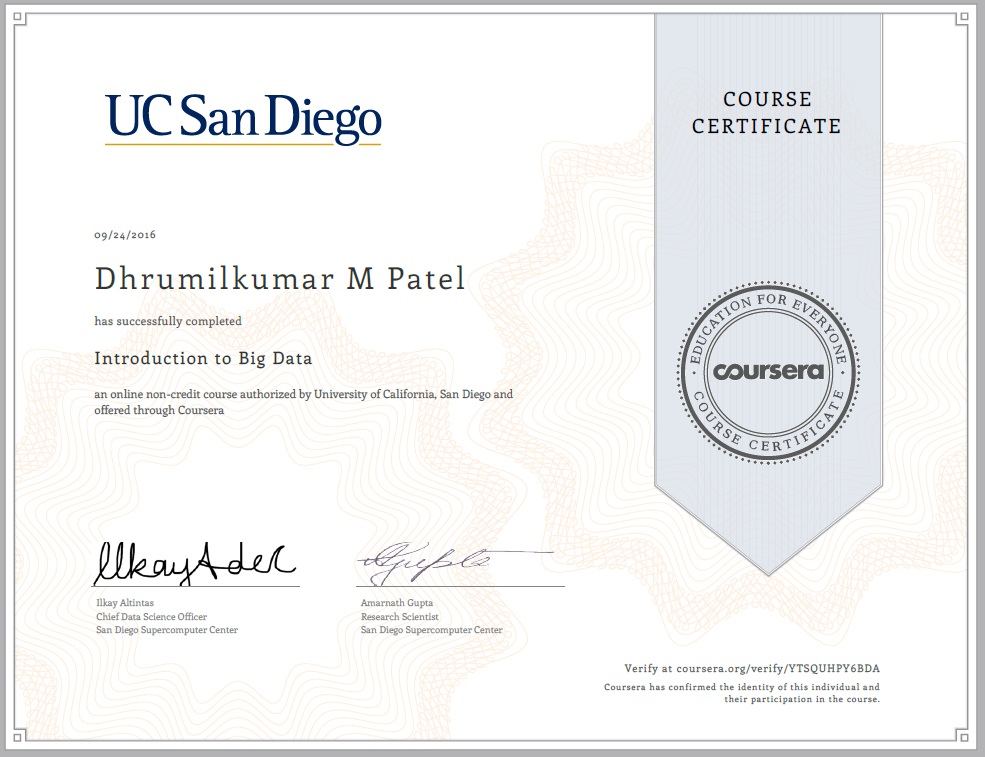 UC San Diego
COURSE
CERTIFICATE
09/24/2016
Dhrumilkumar M Patel
has successfully completed
Introduction to Big Data
an online non-credit course authorized by University of California, San Diego and
offered through Coursera
EDUCATION FOR EVERYONE
coursera
COURSE CERTIFICATE
Ilkay Altintas
Chief Data Science Officer
San Diego Supercomputer Center
Amarnath Gupta
Research Scientist
San Diego Supercomputer Center
Verify at coursera.org/verify/YTSQUHPY6BDA
Coursera has confirmed the identity of this individual and
their participation in the course.